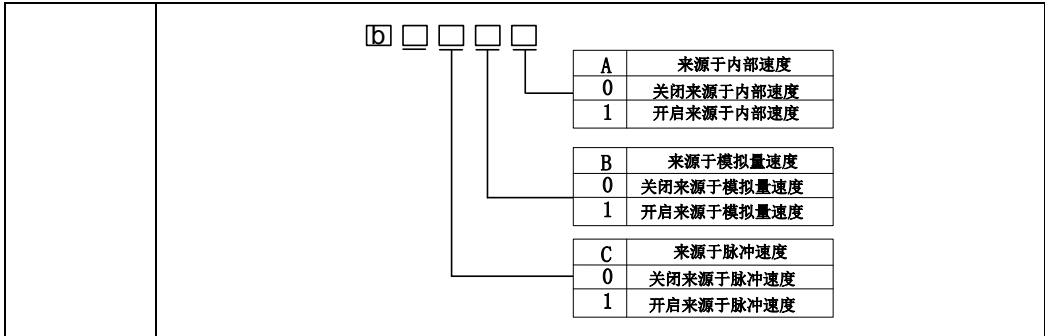 b
A 来源于内部速度
0 关闭来源于内部速度
1 开启来源于内部速度
B 来源于模拟量速度
0 关闭来源于模拟量速度
1 开启来源于模拟量速度
C 来源于脉冲速度
0 关闭来源于脉冲速度
1 开启来源于脉冲速度